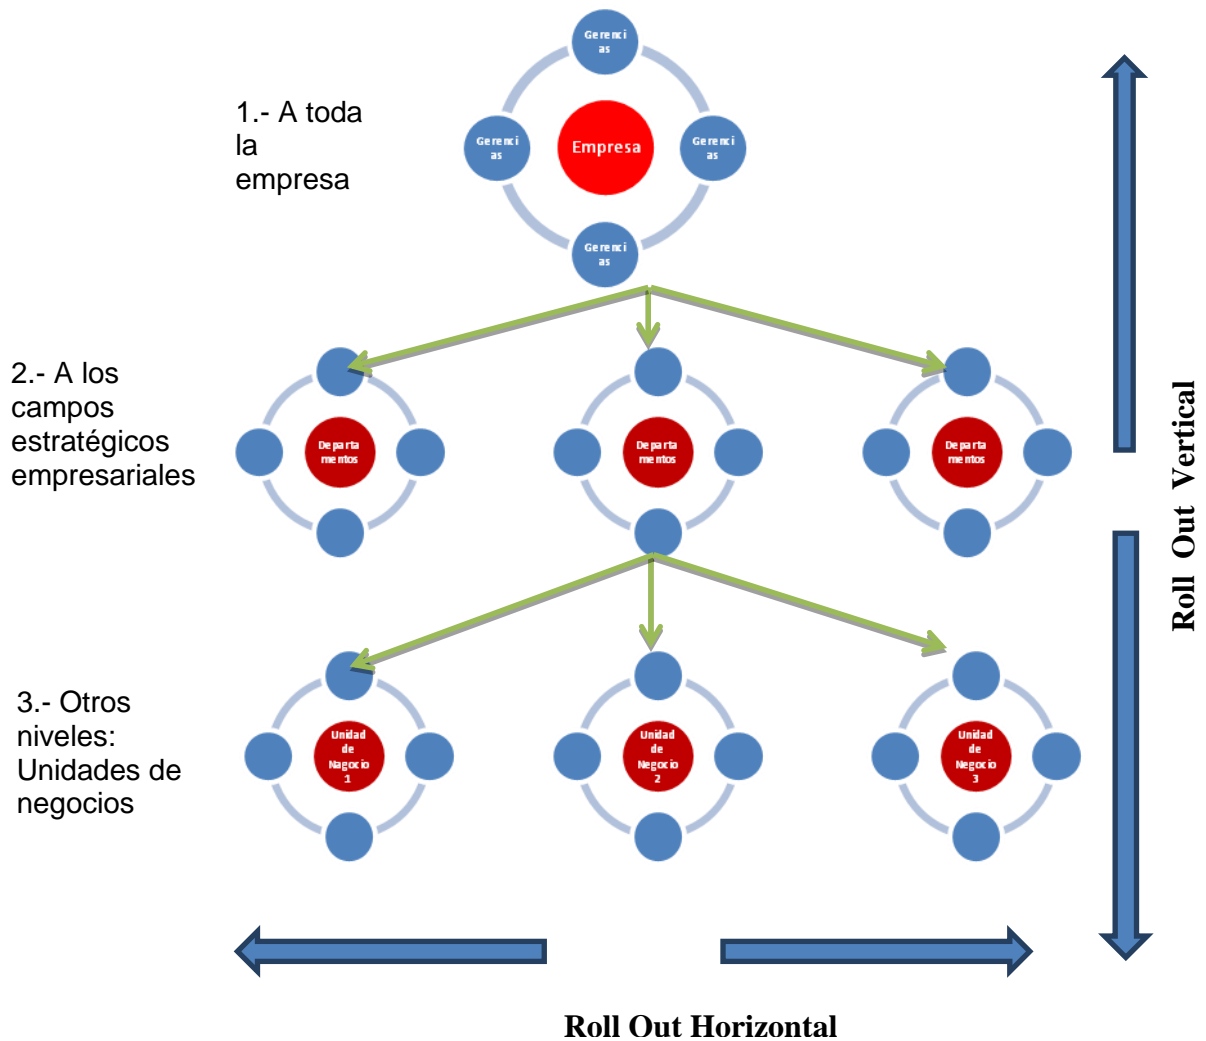 Gerenci
as
1.- A toda
la
empresa
Gerenci
as
Empresa
Gerenci
as
Gerenci
as
2.- A los
campos
estratégicos
empresariales
Departa
mentos
Departa
mentos
Departa
mentos
Roll Out Vertical
3.- Otros
niveles:
Unidades de
negocios
Unidad
de
Nagocio
1
Unidad
de
Negocio
2
Unidad
de
Negocio
3
Roll Out Horizontal